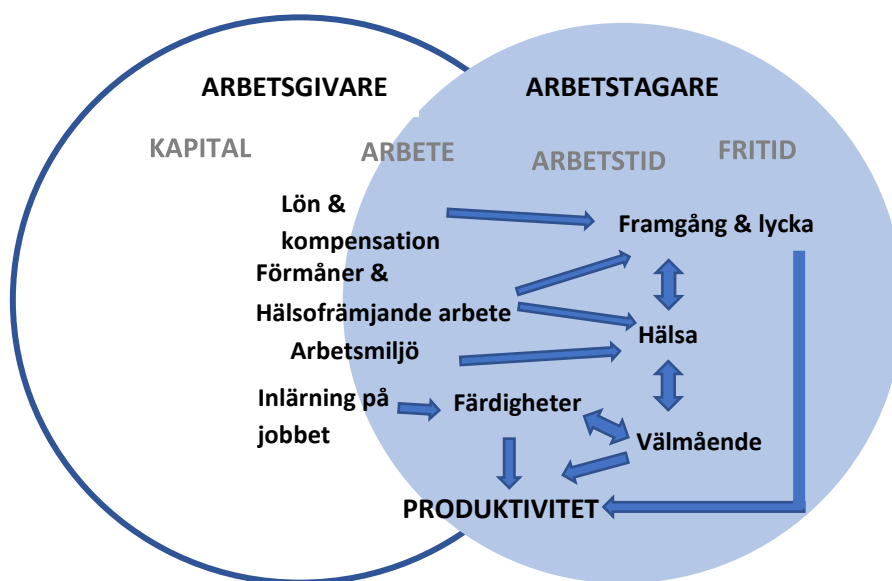 ARBETSGIVARE
ARBETSTAGARE
KAPITAL
ARBETE
ARBETSTID
FRITID
Lön &
kompensation
Framgång & lycka
Förmåner &
Hälsofrämjande arbete
Hälsa
Arbetsmiljö
Inlärning på
jobbet
Färdigheter
Välmående
PRODUKTIVITET